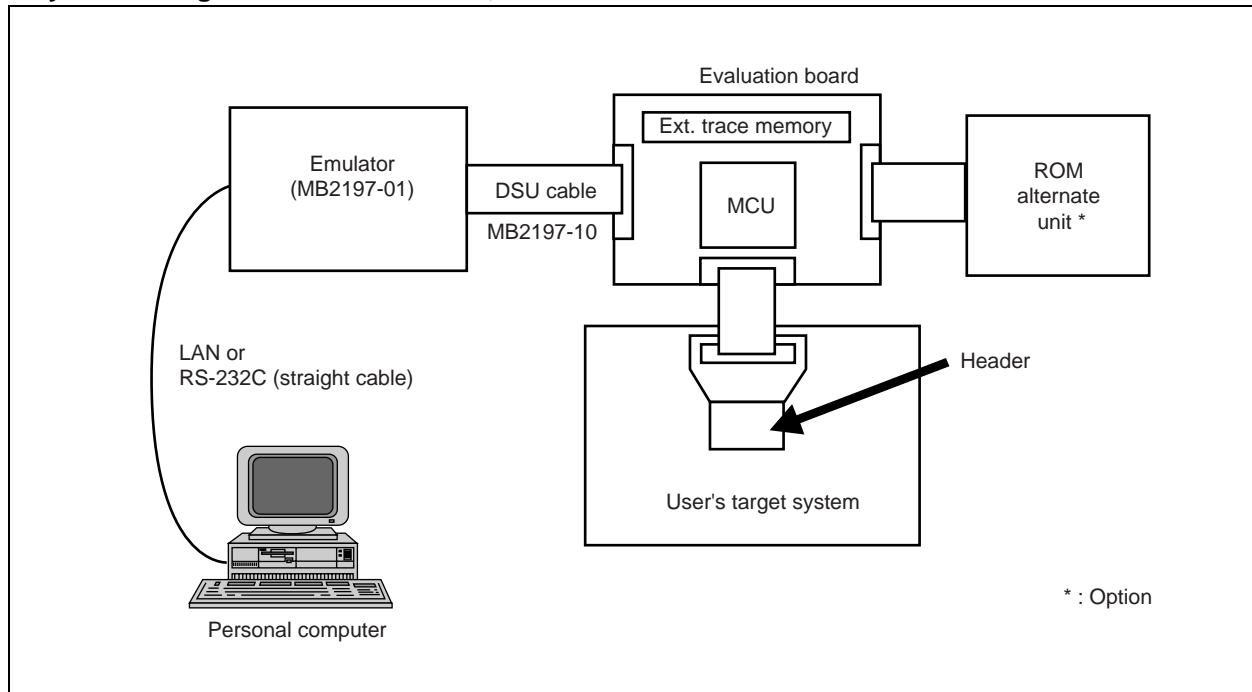 Evaluation board
Ext. trace memory
Emulator
(MB2197-01)
DSU cable
MB2197-10
MCU
ROM
alternate
unit *
LAN or
RS-232C (straight cable)
Header
User's target system
Personal computer
* : Option